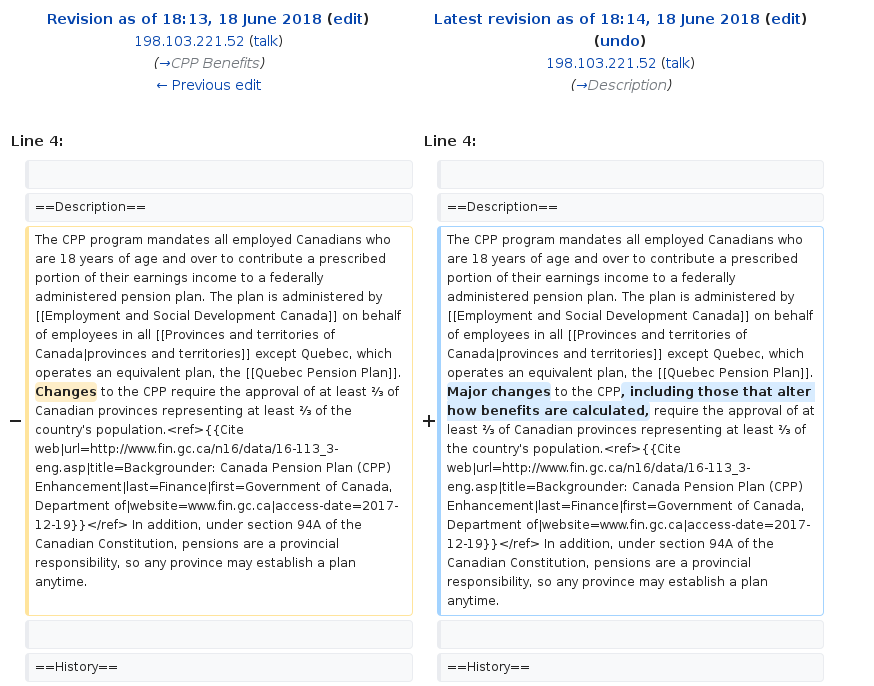 Revision as of 18:13, 18 June 2018 (edit)
198.103.221.52 (talk)
(→CPP Benefits)
← Previous edit
Latest revision as of 18:14, 18 June 2018 (edit)
(undo)
198.103.221.52 (talk)
(→Description)
Line 4:
Line 4:
==Description==
==Description==
−
The CPP program mandates all employed Canadians who
are 18 years of age and over to contribute a prescribed
portion of their earnings income to a federally
administered pension plan. The plan is administered by
[[Employment and Social Development Canada]] on behalf
of employees in all [[Provinces and territories of
Canada|provinces and territories]] except Quebec, which
operates an equivalent plan, the [[Quebec Pension Plan]].
Changes to the CPP require the approval of at least ⅔ of
Canadian provinces representing at least ⅔ of the
country's population.<ref>{{Cite
web|url=http://www.fin.gc.ca/n16/data/16-113_3-
eng.asp|title=Backgrounder: Canada Pension Plan (CPP)
Enhancement|last=Finance|first=Government of Canada,
Department of|website=www.fin.gc.ca|access-date=2017-
12-19}}</ref> In addition, under section 94A of the
Canadian Constitution, pensions are a provincial
responsibility, so any province may establish a plan
anytime.
+
The CPP program mandates all employed Canadians who
are 18 years of age and over to contribute a prescribed
portion of their earnings income to a federally
administered pension plan. The plan is administered by
[[Employment and Social Development Canada]] on behalf
of employees in all [[Provinces and territories of
Canada|provinces and territories]] except Quebec, which
operates an equivalent plan, the [[Quebec Pension Plan]].
Major changes to the CPP, including those that alter
how benefits are calculated, require the approval of at
least ⅔ of Canadian provinces representing at least ⅔ of
the country's population.<ref>{{Cite
web|url=http://www.fin.gc.ca/n16/data/16-113_3-
eng.asp|title=Backgrounder: Canada Pension Plan (CPP)
Enhancement|last=Finance|first=Government of Canada,
Department of|website=www.fin.gc.ca|access-date=2017-
12-19}}</ref> In addition, under section 94A of the
Canadian Constitution, pensions are a provincial
responsibility, so any province may establish a plan
anytime.
==History==
==History==